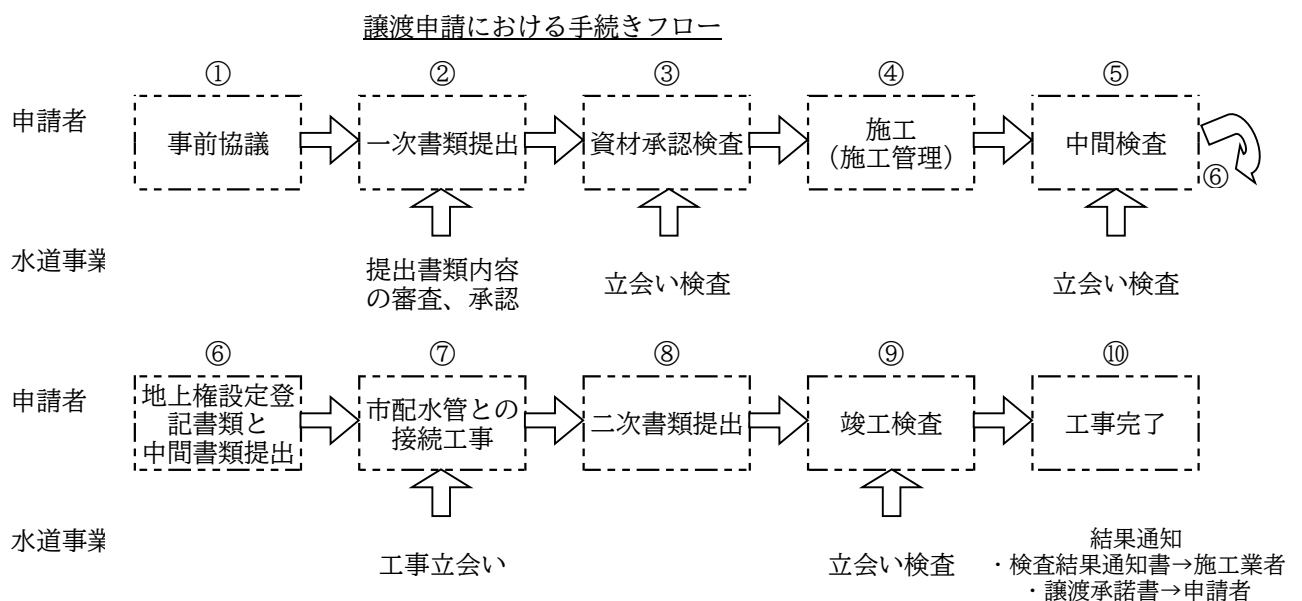 譲渡申請における手続きフロー
① ② ③ ④ ⑤
申請者
事前協議
一次書類提出
資材承認検査
施工
（施工管理）
中間検査
⑥
水道事業
提出書類内容
の審査、承認
立会い検査
立会い検査
⑥ ⑦ ⑧ ⑨ ⑩
申請者
地上権設定登
記書類と
中間書類提出
市配水管との
接続工事
二次書類提出
竣工検査
工事完了
水道事業
工事立会い
立会い検査
結果通知
・検査結果通知書→施工業者
・譲渡承諾書→申請者